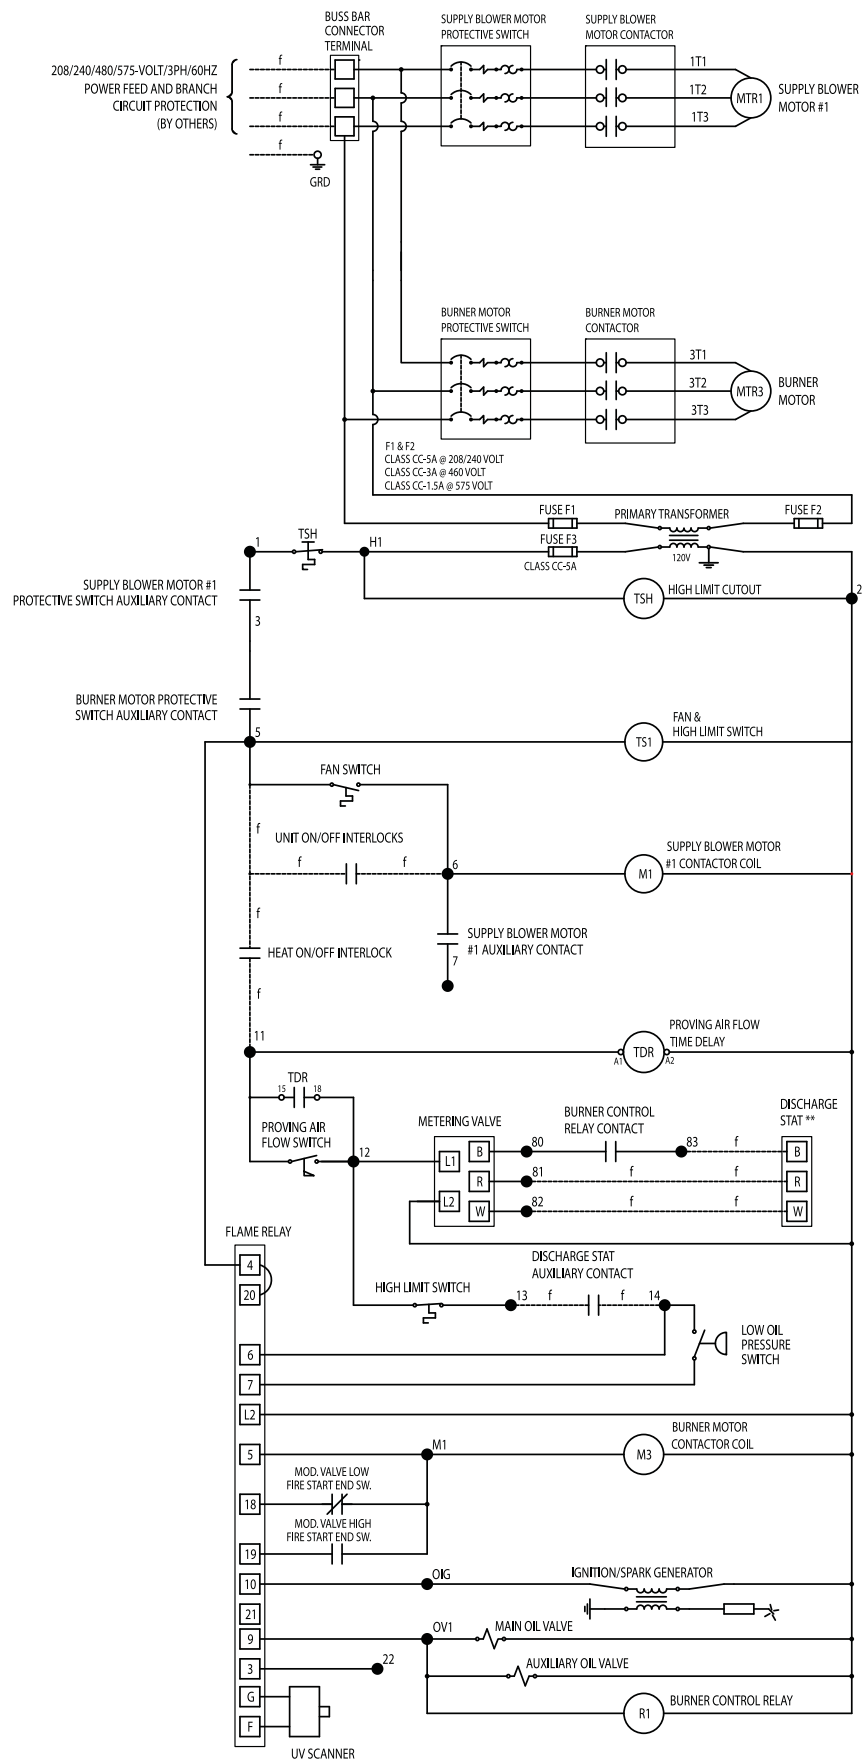 BUSS BAR
CONNECTOR
TERMINAL
SUPPLY BLOWER MOTOR
PROTECTIVE SWITCH
SUPPLY BLOWER
MOTOR CONTACTOR
208/240/480/575-VOLT/3PH/60HZ
POWER FEED AND BRANCH
CIRCUIT PROTECTION
(BY OTHERS)
f
f
f
f
GRD
1T1
1T2
1T3
MTR1
SUPPLY BLOWER
MOTOR #1
BURNER MOTOR
PROTECTIVE SWITCH
BURNER MOTOR
CONTACTOR
3T1
3T2
3T3
MTR3
BURNER
MOTOR
F1 & F2
CLASS CC-5A @ 208/240 VOLT
CLASS CC-3A @ 460 VOLT
CLASS CC-1.5A @ 575 VOLT
FUSE F1
PRIMARY TRANSFORMER
FUSE F2
1
TSH
H1
FUSE F3
CLASS CC-5A
120V
TSH
HIGH LIMIT CUTOUT
2
SUPPLY BLOWER MOTOR #1
PROTECTIVE SWITCH AUXILIARY CONTACT
3
BURNER MOTOR PROTECTIVE
SWITCH AUXILIARY CONTACT
5
TS1
FAN &
HIGH LIMIT SWITCH
FAN SWITCH
f
UNIT ON/OFF INTERLOCKS
f
f
6
M1
SUPPLY BLOWER MOTOR
#1 CONTACTOR COIL
f
HEAT ON/OFF INTERLOCK
SUPPLY BLOWER MOTOR
#1 AUXILIARY CONTACT
7
f
11
A1
TDR
A2
PROVING AIR FLOW
TIME DELAY
TDR
15
18
PROVING AIR
FLOW SWITCH
12
METERING VALVE
L1
L2
B
R
W
80
81
82
BURNER CONTROL
RELAY CONTACT
83
f
f
f
f
f
DISCHARGE
STAT **
B
R
W
FLAME RELAY
4
20
HIGH LIMIT SWITCH
13
f
DISCHARGE STAT
AUXILIARY CONTACT
f
14
LOW OIL
PRESSURE
SWITCH
6
7
L2
5
M1
M3
BURNER MOTOR
CONTACTOR COIL
MOD. VALVE LOW
FIRE START END SW.
18
MOD. VALVE HIGH
FIRE START END SW.
19
10
OIG
IGNITION/SPARK GENERATOR
21
9
OV1
MAIN OIL VALVE
3
22
AUXILIARY OIL VALVE
G
F
R1
BURNER CONTROL RELAY
UV SCANNER